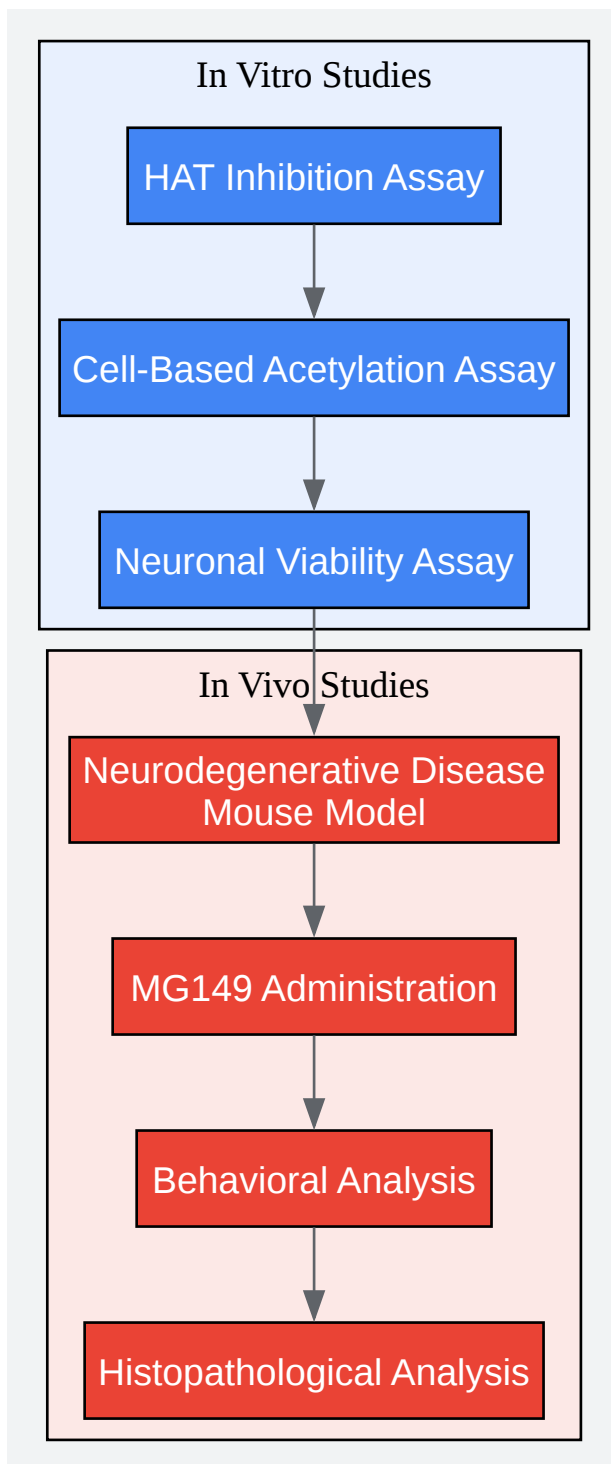 In Vitro Studies
HAT Inhibition Assay
Cell-Based Acetylation Assay
Neuronal Viability Assay
In Vivo Studies
Neurodegenerative Disease
Mouse Model
MG149 Administration
Behavioral Analysis
Histopathological Analysis